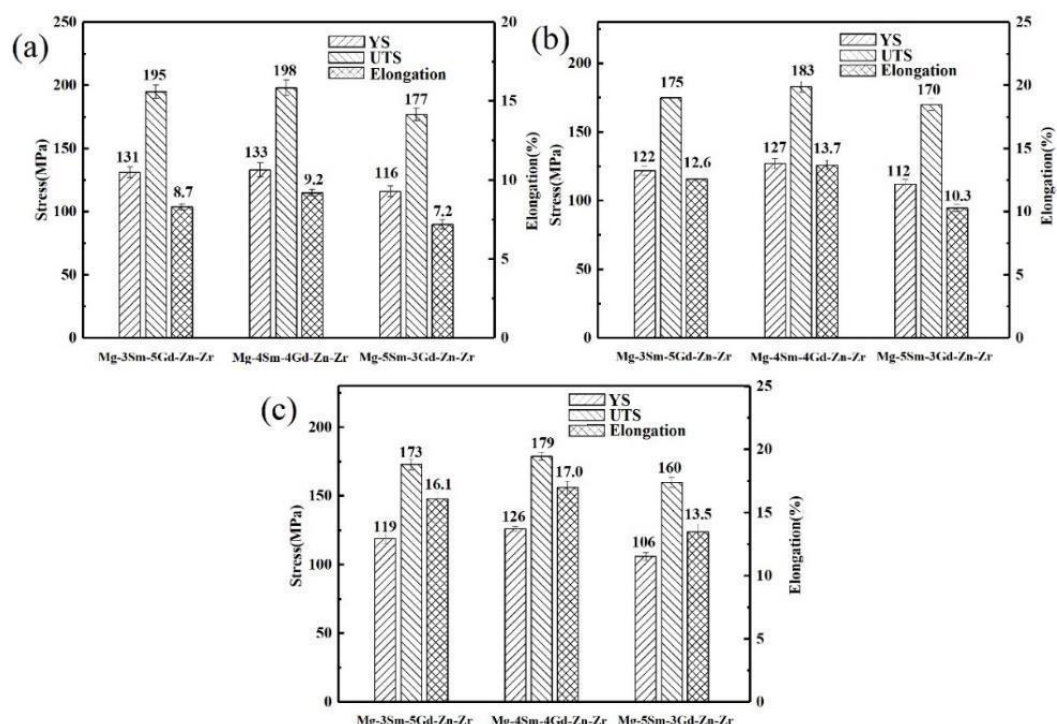 (a)
250
200
150
100
50
0
Stress(MPa)
YS
UTS
Elongation
195
131
8.7
198
133
9.2
177
116
7.2
20
15
10
5
0
Elongation(%)
Mg-3Sm-5Gd-Zn-Zr
Mg-4Sm-4Gd-Zn-Zr
Mg-5Sm-3Gd-Zn-Zr
(b)
200
150
100
50
0
Stress(MPa)
YS
UTS
Elongation
175
122
12.6
183
127
13.7
170
112
10.3
25
20
15
10
5
0
Elongation(%)
Mg-3Sm-5Gd-Zn-Zr
Mg-4Sm-4Gd-Zn-Zr
Mg-5Sm-3Gd-Zn-Zr
(c)
200
150
100
50
0
Stress(MPa)
YS
UTS
Elongation
173
119
16.1
179
126
17.0
160
106
13.5
25
20
15
10
5
0
Elongation(%)
Mg-3Sm-5Gd-Zn-Zr
Mg-4Sm-4Gd-Zn-Zr
Mg-5Sm-3Gd-Zn-Zr